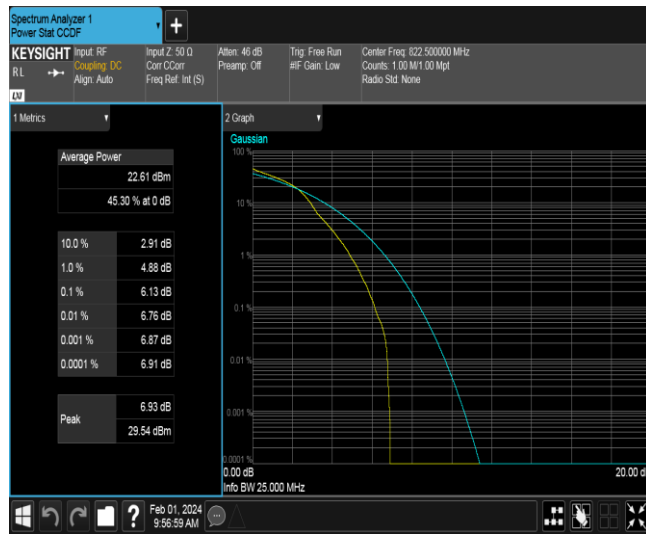 Spectrum Analyzer 1
Power Stat CCDF
KEYSIGHT
RL
LXI
Input: RF
Coupling: DC
Align: Auto
Input Z: 50 Ω
Corr CCorr
Freq Ref: Int (S)
Atten: 46 dB
Preamp: Off
Trig: Free Run
#IF Gain: Low
Center Freq: 822.500000 MHz
Counts: 1.00 M/1.00 Mpt
Radio Std: None
1 Metrics
Average Power
22.61 dBm
45.30 % at 0 dB
10.0 % 2.91 dB
1.0 % 4.88 dB
0.1 % 6.13 dB
0.01 % 6.76 dB
0.001 % 6.87 dB
0.0001 % 6.91 dB
Peak
6.93 dB
29.54 dBm
2 Graph
Gaussian
100 %
10 %
1 %
0.1 %
0.01 %
0.001 %
0.0001 %
0.00 dB
20.00 d
Info BW 25.000 MHz
?
Feb 01, 2024
9:56:59 AM